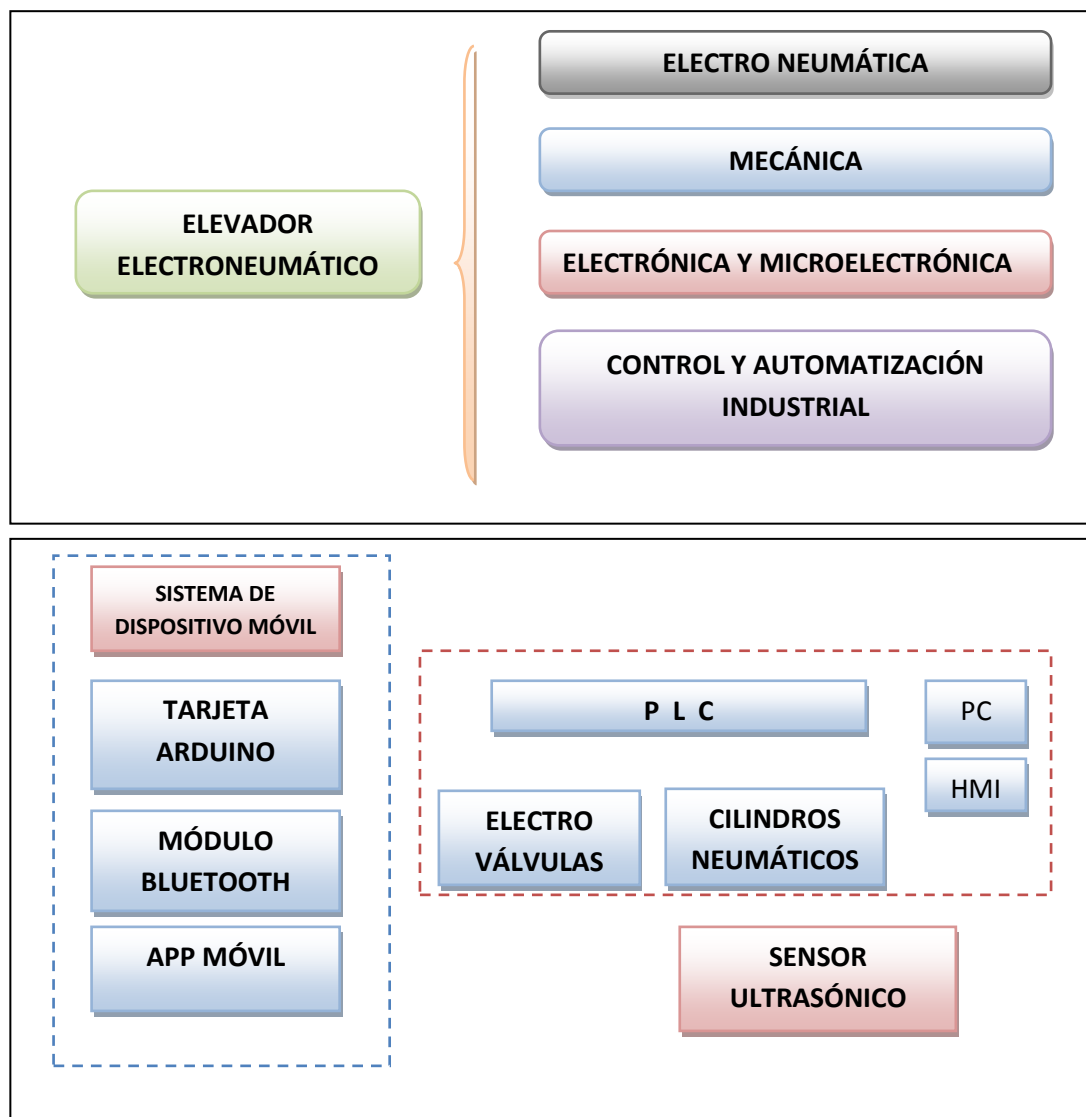 ELECTRO NEUMÁTICA
MECÁNICA
ELEVADOR
ELECTRONEUMÁTICO
ELECTRÓNICA Y MICROELECTRÓNICA
CONTROL Y AUTOMATIZACIÓN
INDUSTRIAL
SISTEMA DE
DISPOSITIVO MÓVIL
TARJETA
ARDUINO
MÓDULO
BLUETOOTH
APP MÓVIL
P L C
PC
HMI
ELECTRO
VÁLVULAS
CILINDROS
NEUMÁTICOS
SENSOR
ULTRASÓNICO